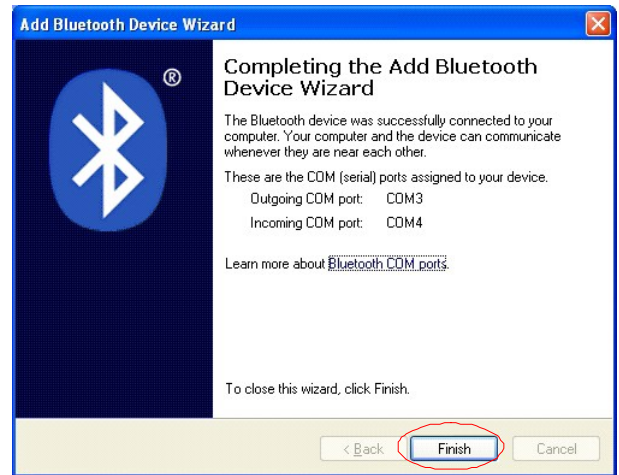 Add Bluetooth Device Wizard
®
Completing the Add Bluetooth
Device Wizard
The Bluetooth device was successfully connected to your
computer. Your computer and the device can communicate
whenever they are near each other.
These are the COM (serial) ports assigned to your device.
Outgoing COM port: COM3
Incoming COM port: COM4
Learn more about Bluetooth COM ports.
To close this wizard, click Finish.
< Back Finish Cancel